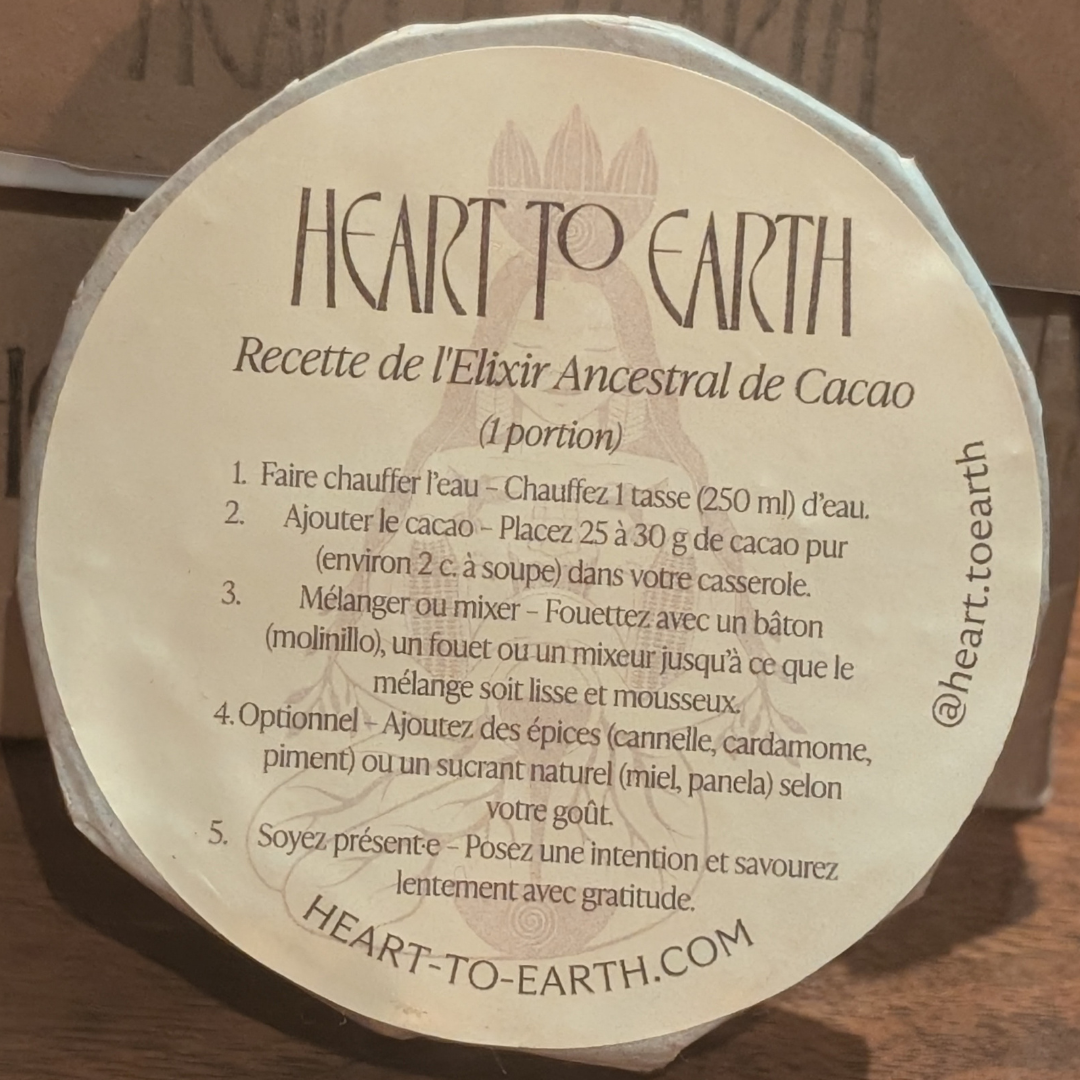 HEART TO EARTH
Recette de l'Elixir Ancestral de Cacao
(1 portion)
1. Faire chauffer l'eau – Chauffez 1 tasse (250 ml) d'eau.
2. Ajouter le cacao – Placez 25 à 30 g de cacao pur
(environ 2 c. à soupe) dans votre casserole.
3. Mélanger ou mixer – Fouettez avec un bâton
(molinillo), un fouet ou un mixeur jusqu'à ce que le
mélange soit lisse et mousseux.
4. Optionnel – Ajoutez des épices (cannelle, cardamome,
piment) ou un sucrant naturel (miel, panela) selon
votre goût.
5. Soyez présent·e – Posez une intention et savourez
lentement avec gratitude.
HEART-TO-EARTH.COM
@heart.toearth